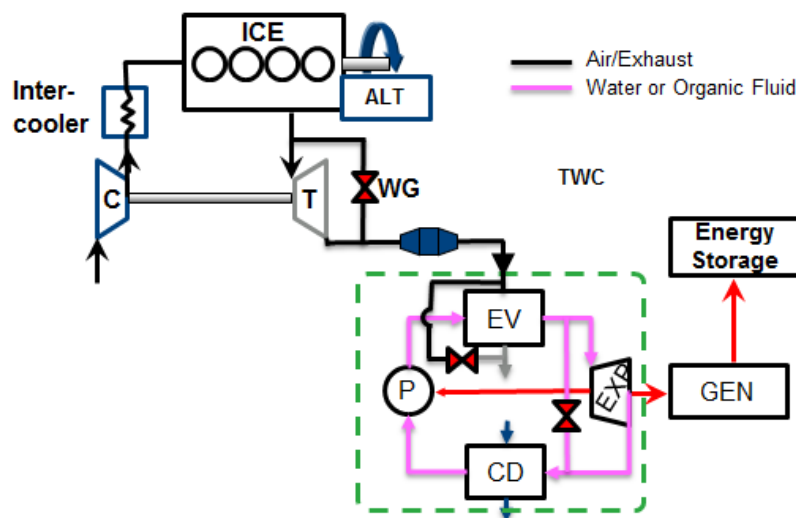 ICE
Air/Exhaust
Water or Organic Fluid
Inter-
cooler
ALT
C
T
WG
TWC
Energy
Storage
EV
P
EXP
GEN
CD